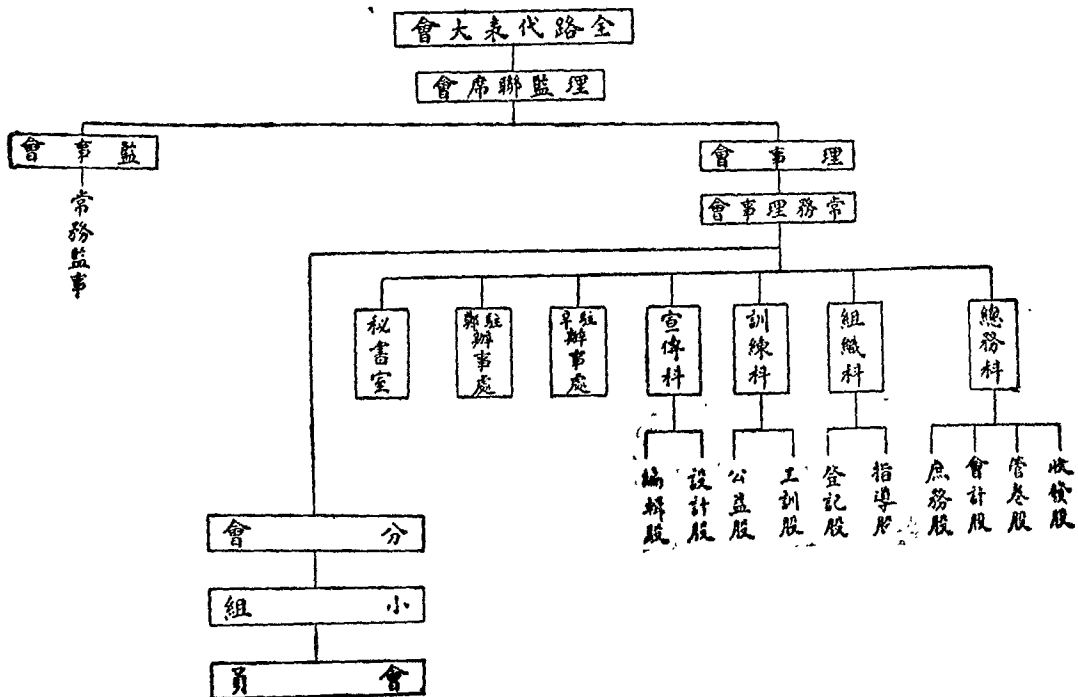 全路代表大會
理監聯席會
理事會
監事會
常務理事會
常務監事
總務科
組織科
訓練科
宣傳科
駐辦事處
駐鄭辦事處
秘書室
收發股
管卷股
會計股
庶務股
指導股
登記股
工訓股
公益股
設計股
編輯股
分會
小組
會員